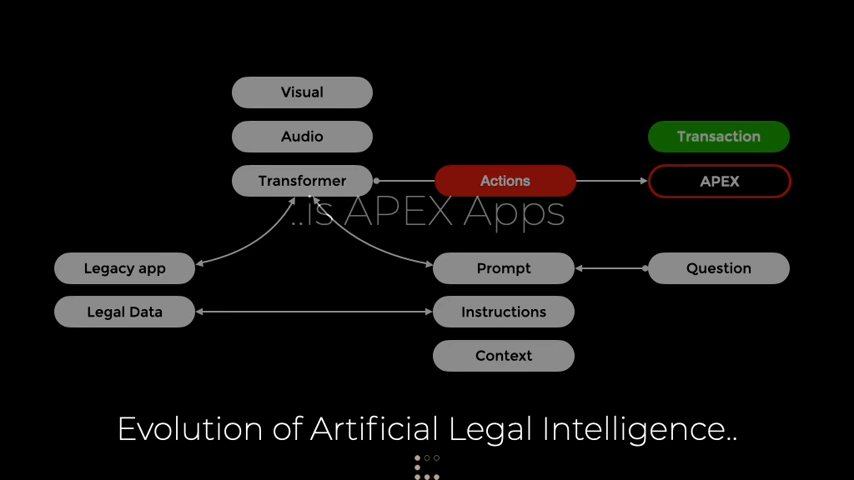 Visual
Audio
Transaction
Transformer
Actions
APEX
..is APEX Apps
Legacy app
Prompt
Question
Legal Data
Instructions
Context
Evolution of Artificial Legal Intelligence..